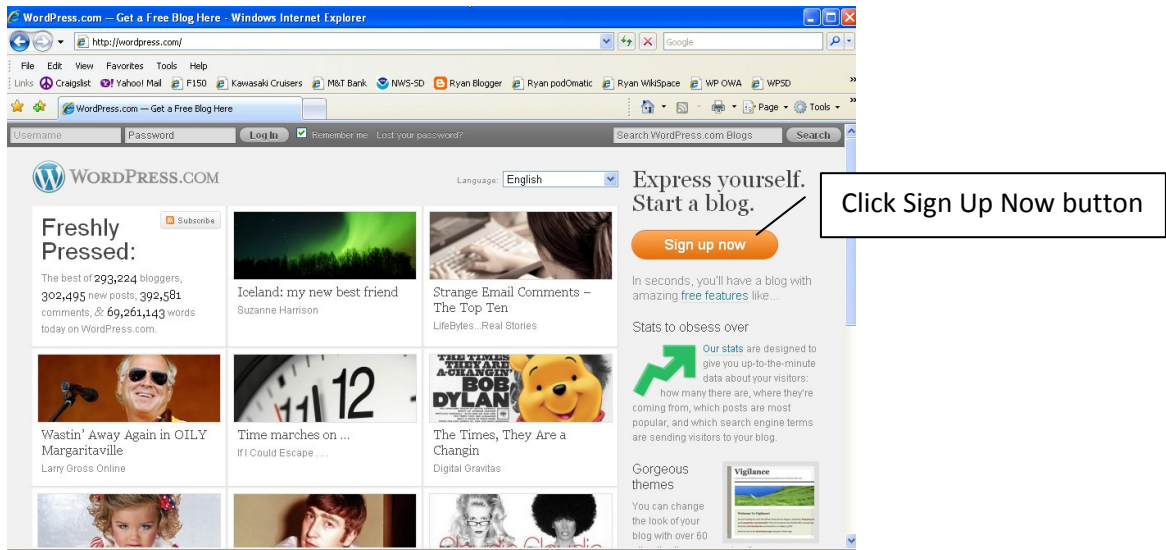 WordPress.com — Get a Free Blog Here - Windows Internet Explorer
http://wordpress.com/
Google
File Edit View Favorites Tools Help
Links Craigslist Yahoo! Mail F150 Kawasaki Cruisers M&T Bank NWS-SD Ryan Blogger Ryan podOmatic Ryan WikiSpace WP OWA WPSD »
WordPress.com — Get a Free Blog Here
Page Tools »
Username Password Log In Remember me Lost your password? Search WordPress.com Blogs Search
WORDPRESS.COM
Language: English
Express yourself.
Start a blog.
Click Sign Up Now button
Sign up now
Freshly
Pressed:
Subscribe
The best of 293,224 bloggers,
302,495 new posts, 392,581
comments, & 69,261,143 words
today on WordPress.com.
Iceland: my new best friend
Suzanne Harrison
Strange Email Comments –
The Top Ten
LifeBytes...Real Stories
In seconds, you'll have a blog with
amazing free features like...
Stats to obsess over
Our stats are designed to
give you up-to-the-minute
data about your visitors:
how many there are, where they're
coming from, which posts are most
popular, and which search engine terms
are sending visitors to your blog.
11 12
THE TIMES
THEY ARE
A-CHANGIN'
BOB
DYLAN
Wastin' Away Again in OILY
Margaritaville
Larry Gross Online
Time marches on ...
If I Could Escape . . .
The Times, They Are a
Changin
Digital Gravitas
Gorgeous
themes
You can change
the look of your
blog with over 60
Vigilance
Welcome To Vigilance!
Claudia Claudia